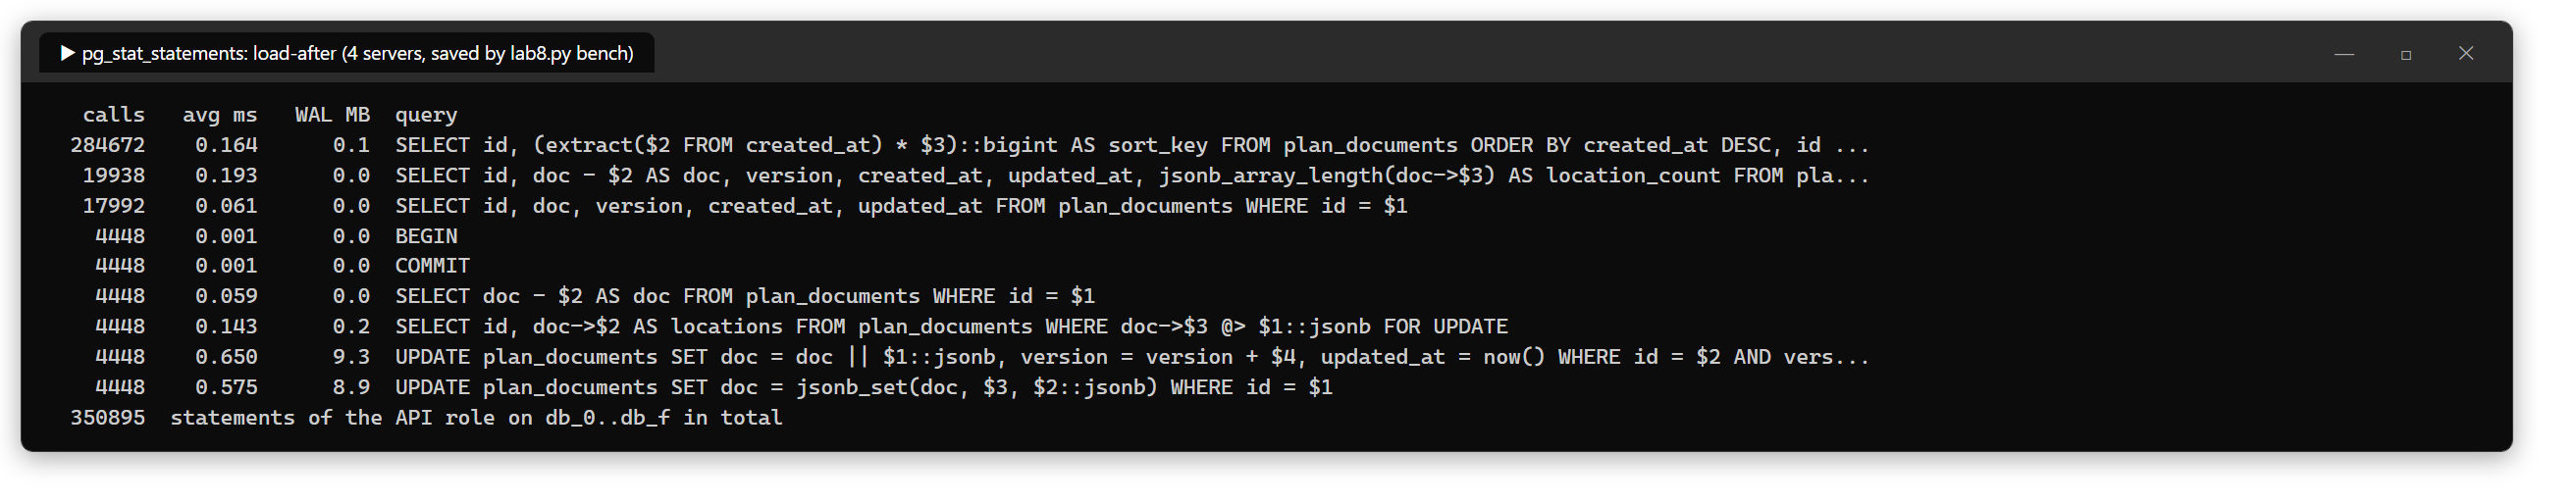 ▶ pg_stat_statements: load-after (4 servers, saved by lab8.py bench)
calls avg ms WAL MB query
284672 0.164 0.1 SELECT id, (extract($2 FROM created_at) * $3)::bigint AS sort_key FROM plan_documents ORDER BY created_at DESC, id ...
19938 0.193 0.0 SELECT id, doc - $2 AS doc, version, created_at, updated_at, jsonb_array_length(doc->$3) AS location_count FROM pla...
17992 0.061 0.0 SELECT id, doc, version, created_at, updated_at FROM plan_documents WHERE id = $1
4448 0.001 0.0 BEGIN
4448 0.001 0.0 COMMIT
4448 0.059 0.0 SELECT doc - $2 AS doc FROM plan_documents WHERE id = $1
4448 0.143 0.2 SELECT id, doc->$2 AS locations FROM plan_documents WHERE doc->$3 @> $1::jsonb FOR UPDATE
4448 0.650 9.3 UPDATE plan_documents SET doc = doc || $1::jsonb, version = version + $4, updated_at = now() WHERE id = $2 AND vers...
4448 0.575 8.9 UPDATE plan_documents SET doc = jsonb_set(doc, $3, $2::jsonb) WHERE id = $1
350895 statements of the API role on db_0..db_f in total